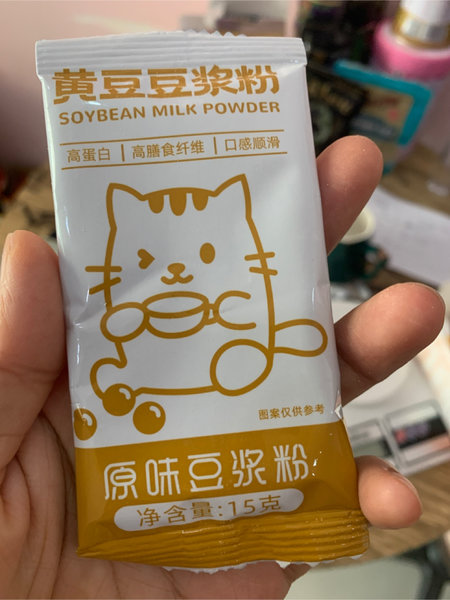 黄豆豆浆粉
SOYBEAN MILK POWDER
高蛋白 | 高膳食纤维 | 口感顺滑
图案仅供参考
原味豆浆粉
净含量:15克